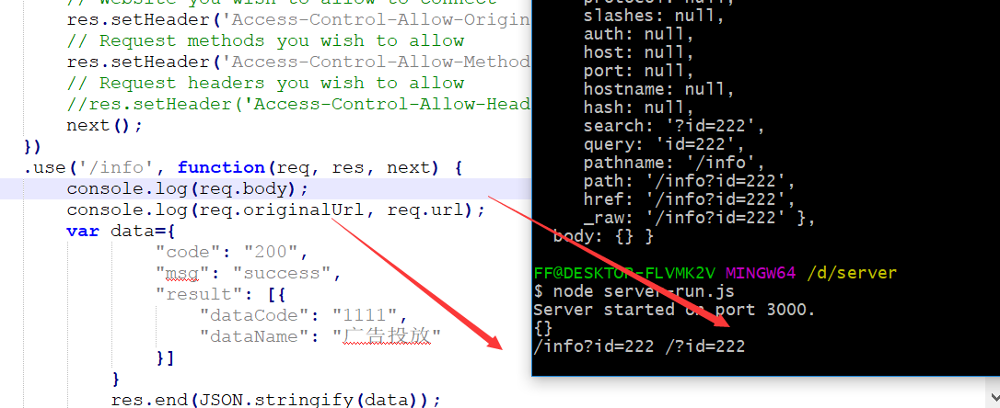 // Website you wish to allow to connect
res.setHeader('Access-Control-Allow-Origin
// Request methods you wish to allow
res.setHeader('Access-Control-Allow-Method
// Request headers you wish to allow
//res.setHeader('Access-Control-Allow-Head
next();
})
.use('/info', function(req, res, next) {
console.log(req.body);
console.log(req.originalUrl, req.url);
var data={
"code": "200",
"msg": "success",
"result": [{
"dataCode": "1111",
"dataName": "广告投放"
}]
}
res.end(JSON.stringify(data));
protocol: null,
slashes: null,
auth: null,
host: null,
port: null,
hostname: null,
hash: null,
search: '?id=222',
query: 'id=222',
pathname: '/info',
path: '/info?id=222',
href: '/info?id=222',
_raw: '/info?id=222' },
body: {} }
FF@DESKTOP-FLVMK2V MINGW64 /d/server
$ node server-run.js
Server started on port 3000.
{}
/info?id=222 /?id=222